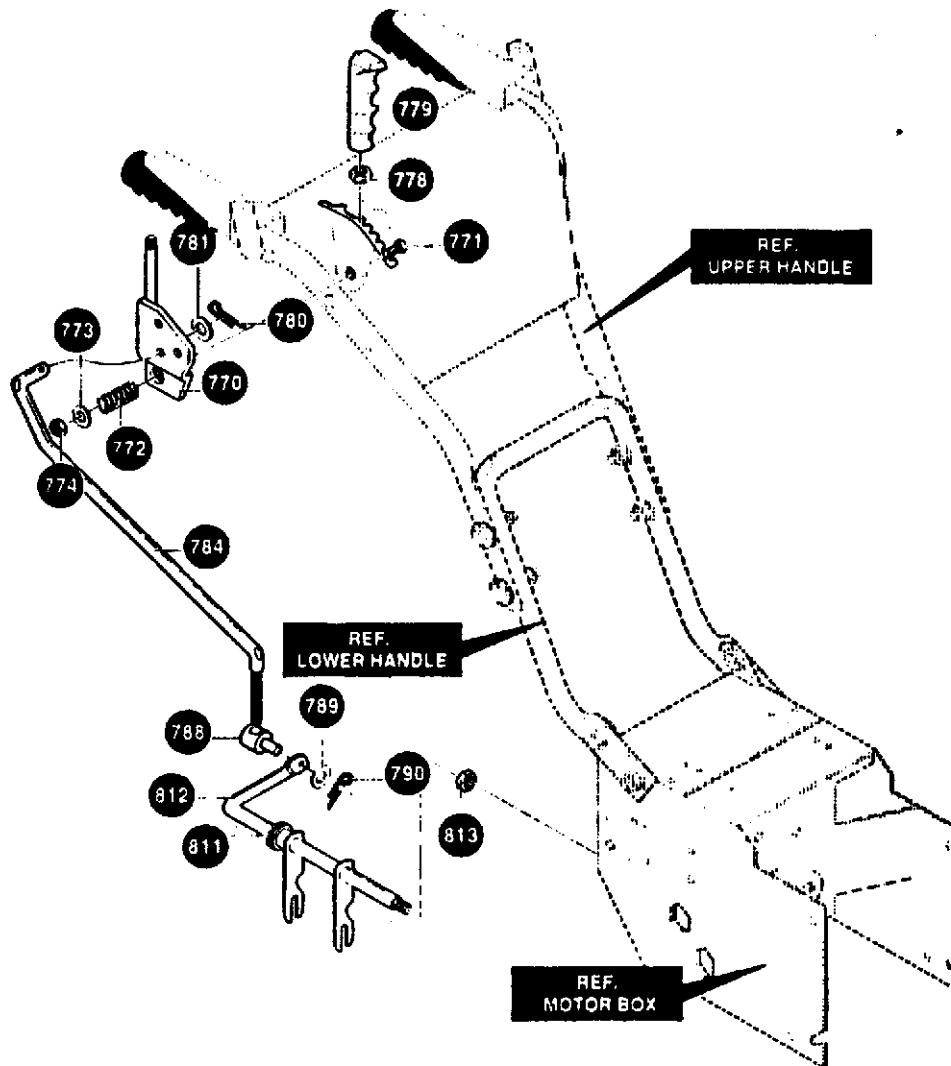 779
778
781
771
REF.
UPPER HANDLE
780
773
770
772
774
784
REF.
LOWER HANDLE
789
788
790
812
813
811
REF.
MOTOR BOX